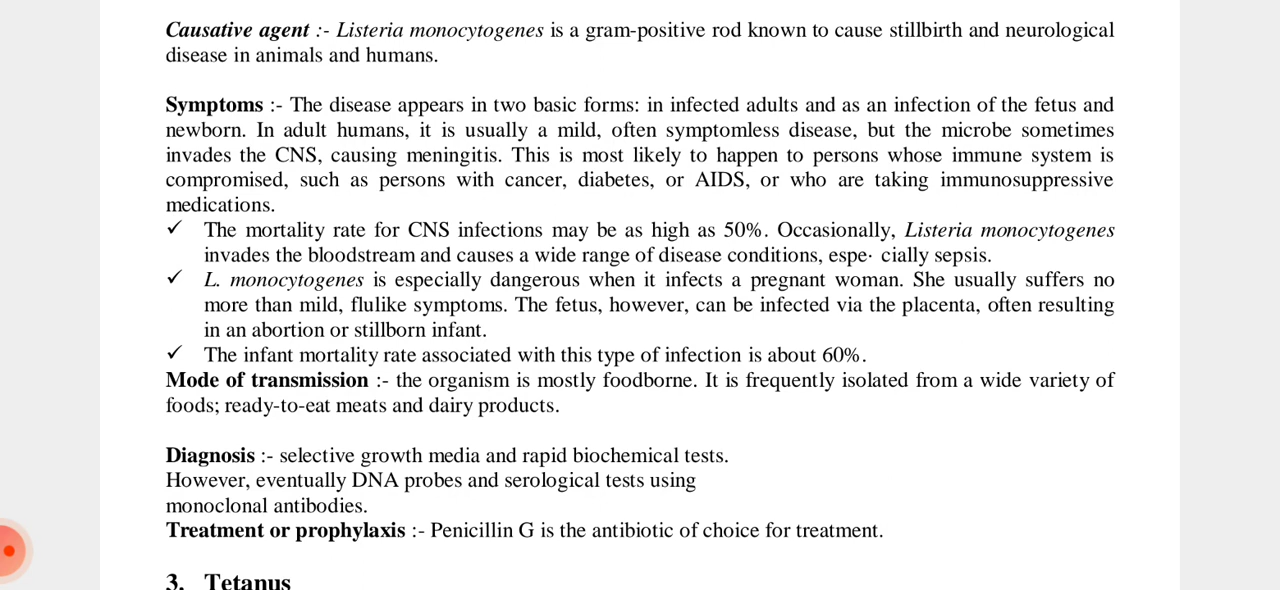 Causative agent :- Listeria monocytogenes is a gram-positive rod known to cause stillbirth and neurological
disease in animals and humans.
Symptoms :- The disease appears in two basic forms: in infected adults and as an infection of the fetus and
newborn. In adult humans, it is usually a mild, often symptomless disease, but the microbe sometimes
invades the CNS, causing meningitis. This is most likely to happen to persons whose immune system is
compromised, such as persons with cancer, diabetes, or AIDS, or who are taking immunosuppressive
medications.
✓ The mortality rate for CNS infections may be as high as 50%. Occasionally, Listeria monocytogenes
invades the bloodstream and causes a wide range of disease conditions, espe· cially sepsis.
✓ L. monocytogenes is especially dangerous when it infects a pregnant woman. She usually suffers no
more than mild, flulike symptoms. The fetus, however, can be infected via the placenta, often resulting
in an abortion or stillborn infant.
✓ The infant mortality rate associated with this type of infection is about 60%.
Mode of transmission :- the organism is mostly foodborne. It is frequently isolated from a wide variety of
foods; ready-to-eat meats and dairy products.
Diagnosis :- selective growth media and rapid biochemical tests.
However, eventually DNA probes and serological tests using
monoclonal antibodies.
Treatment or prophylaxis :- Penicillin G is the antibiotic of choice for treatment.
3. Tetanus